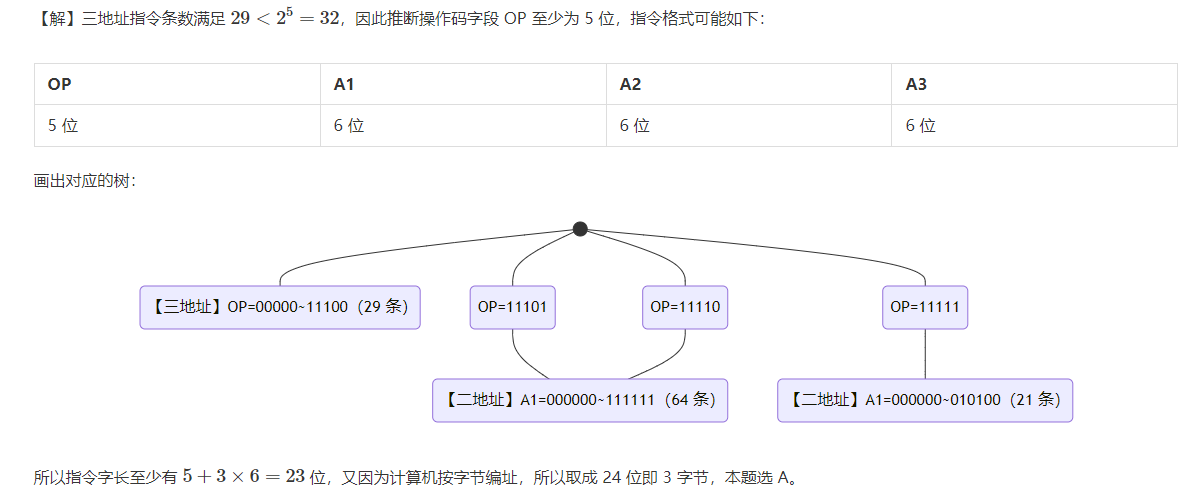 【解】三地址指令条数满足 29 < 2^5 = 32，因此推断操作码字段 OP 至少为 5 位，指令格式可能如下：
OP A1 A2 A3
5 位 6 位 6 位 6 位
画出对应的树：
【三地址】OP=00000~11100（29 条） OP=11101 OP=11110 OP=11111
【二地址】A1=000000~111111（64 条） 【二地址】A1=000000~010100（21 条）
所以指令字长至少有 5 + 3 × 6 = 23 位，又因为计算机按字节编址，所以取成 24 位即 3 字节，本题选 A。